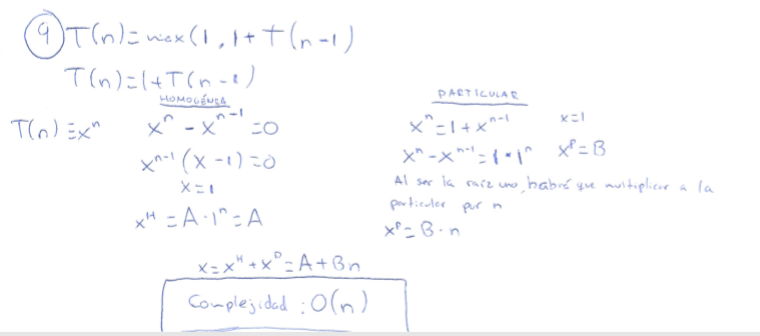 9 T(n)=max(1, 1+T(n-1)
T(n)=1+T(n-1)
HOMOGÉNEA
T(n)≡xⁿ xⁿ - xⁿ⁻¹ = 0
xⁿ⁻¹(x-1)=0
x=1
xᴴ = A·1ⁿ = A
PARTICULAR
xⁿ = 1 + xⁿ⁻¹ x=1
xⁿ - xⁿ⁻¹ = 1·1ⁿ xᴾ = B
Al ser la raíz uno, habrá que multiplicar a la
particular por n
xᴾ = B·n
x = xᴴ + xᴾ = A + Bn
Complejidad: O(n)